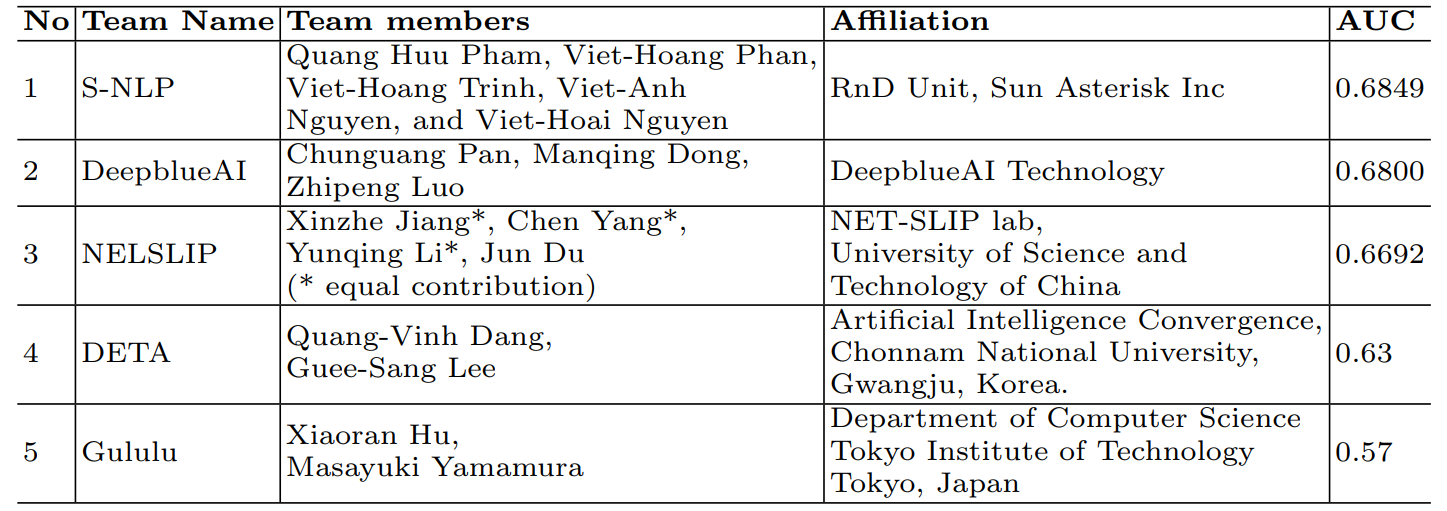 No Team Name Team members Affiliation AUC
1 S-NLP Quang Huu Pham, Viet-Hoang Phan, Viet-Hoang Trinh, Viet-Anh Nguyen, and Viet-Hoai Nguyen RnD Unit, Sun Asterisk Inc 0.6849
2 DeepblueAI Chunguang Pan, Manqing Dong, Zhipeng Luo DeepblueAI Technology 0.6800
3 NELSLIP Xinzhe Jiang*, Chen Yang*, Yunqing Li*, Jun Du (* equal contribution) NET-SLIP lab, University of Science and Technology of China 0.6692
4 DETA Quang-Vinh Dang, Guee-Sang Lee Artificial Intelligence Convergence, Chonnam National University, Gwangju, Korea. 0.63
5 Gululu Xiaoran Hu, Masayuki Yamamura Department of Computer Science Tokyo Institute of Technology Tokyo, Japan 0.57